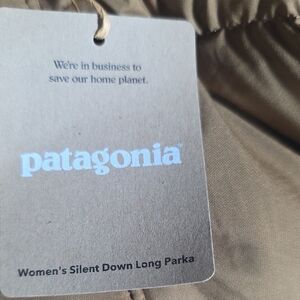 We're in business to
save our home planet.
patagonia
Women's Silent Down Long Parka